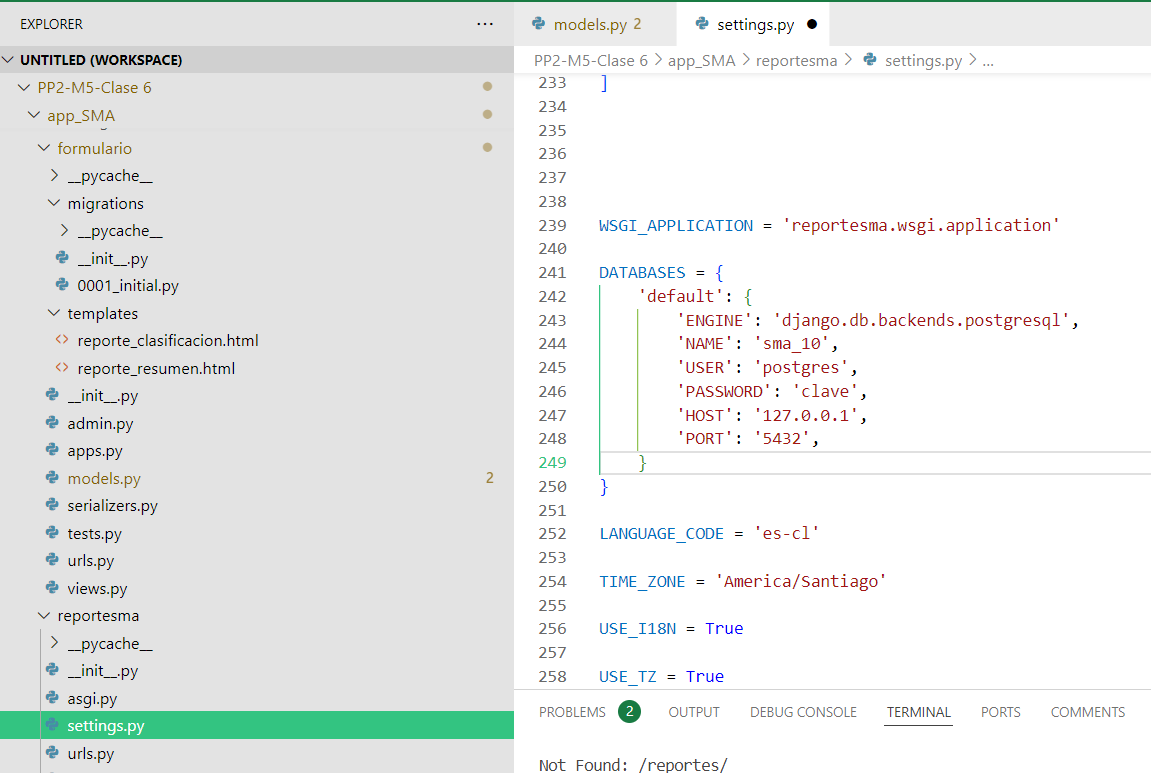 EXPLORER ...
UNTITLED (WORKSPACE)
PP2-M5-Clase 6
app_SMA
formulario
__pycache__
migrations
__pycache__
__init__.py
0001_initial.py
templates
reporte_clasificacion.html
reporte_resumen.html
__init__.py
admin.py
apps.py
models.py 2
serializers.py
tests.py
urls.py
views.py
reportesma
__pycache__
__init__.py
asgi.py
settings.py
urls.py
models.py 2 settings.py
PP2-M5-Clase 6 > app_SMA > reportesma > settings.py > ...
233 ]
234
235
236
237
238
239 WSGI_APPLICATION = 'reportesma.wsgi.application'
240
241 DATABASES = {
242 'default': {
243 'ENGINE': 'django.db.backends.postgresql',
244 'NAME': 'sma_10',
245 'USER': 'postgres',
246 'PASSWORD': 'clave',
247 'HOST': '127.0.0.1',
248 'PORT': '5432',
249 }
250 }
251
252 LANGUAGE_CODE = 'es-cl'
253
254 TIME_ZONE = 'America/Santiago'
255
256 USE_I18N = True
257
258 USE_TZ = True
PROBLEMS 2 OUTPUT DEBUG CONSOLE TERMINAL PORTS COMMENTS
Not Found: /reportes/